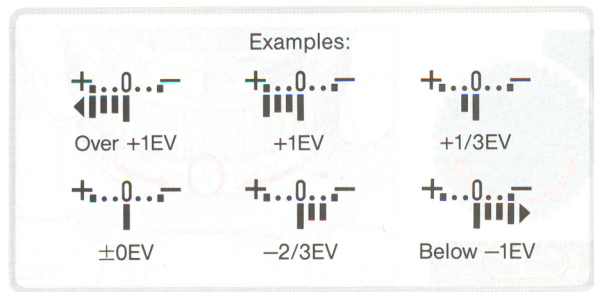 Examples:
+ 0 − + 0 − + 0 −
Over +1EV +1EV +1/3EV
+ 0 − + 0 − + 0 −
±0EV −2/3EV Below −1EV